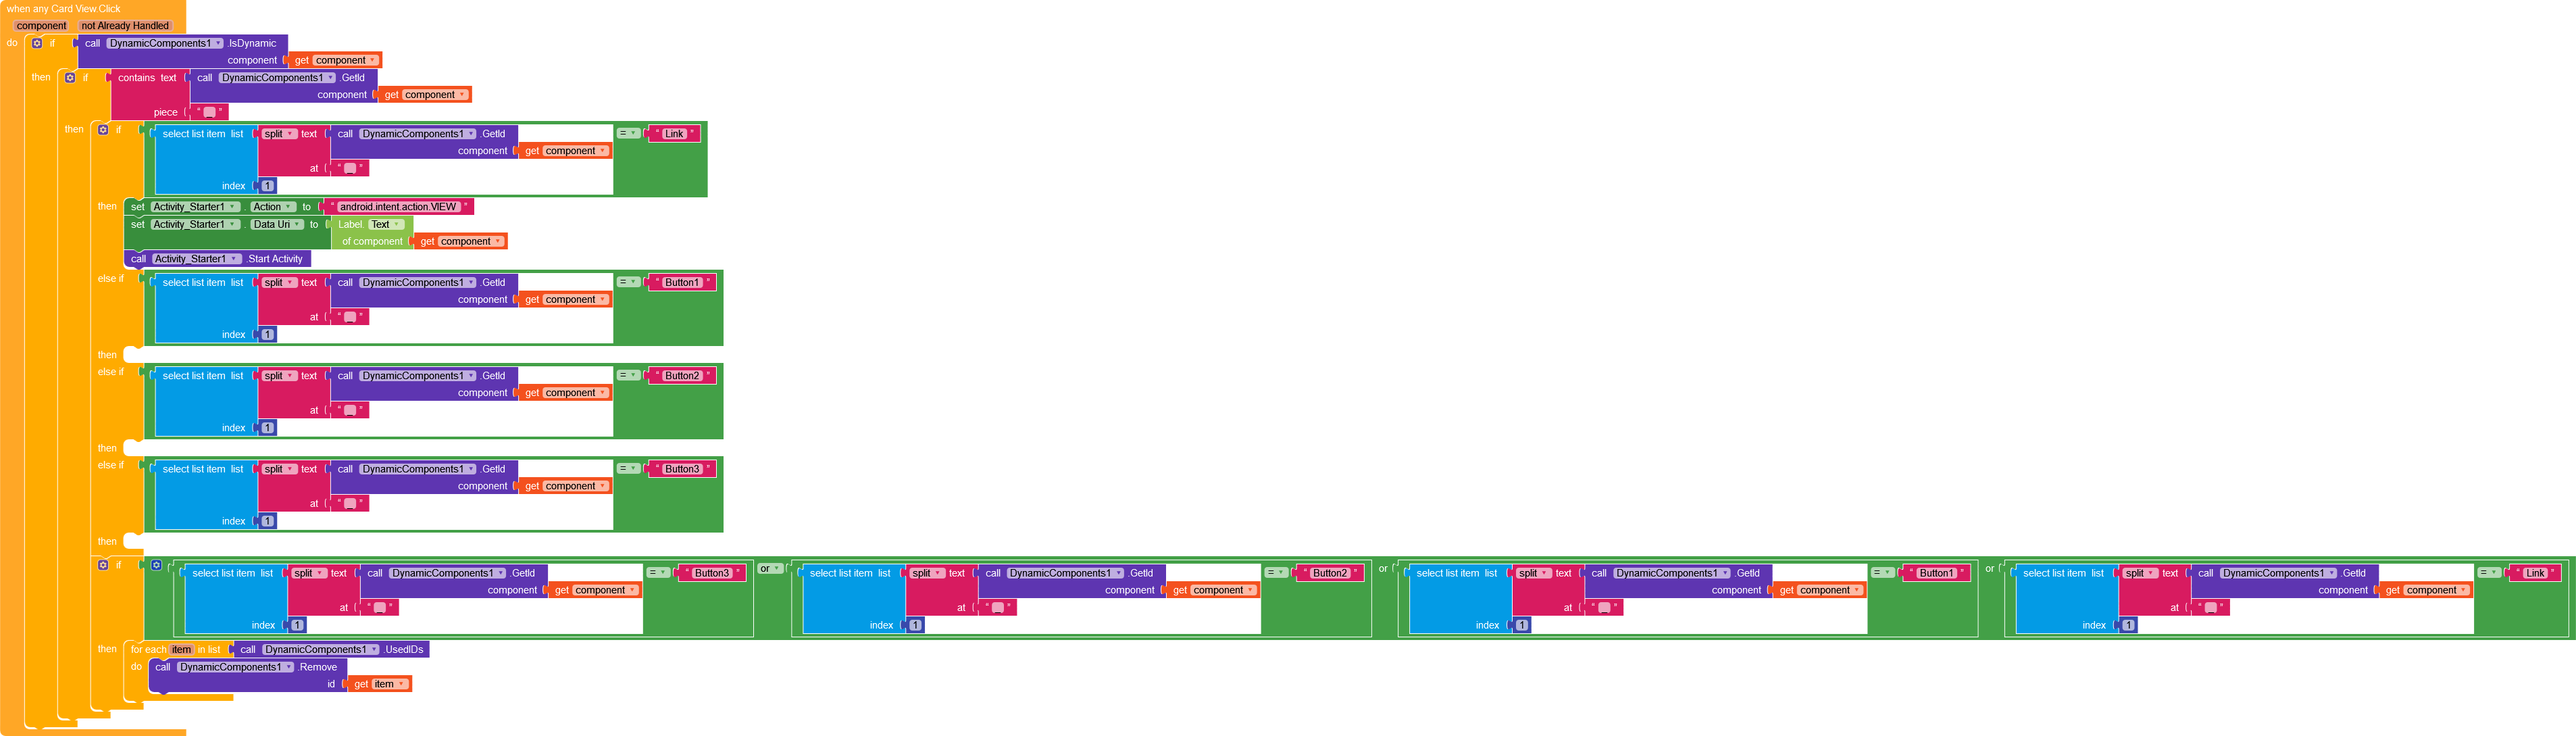 when any Card View.Click
component not Already Handled
do if call DynamicComponents1 .IsDynamic
component get component
then if contains text call DynamicComponents1 .GetId
component get component
piece " _ "
then if select list item list split text call DynamicComponents1 .GetId = " Link "
component get component
at " _ "
index 1
then set Activity_Starter1 . Action to " android.intent.action.VIEW "
set Activity_Starter1 . Data Uri to Label. Text
of component get component
call Activity_Starter1 .Start Activity
else if select list item list split text call DynamicComponents1 .GetId = " Button1 "
component get component
at " _ "
index 1
then
else if select list item list split text call DynamicComponents1 .GetId = " Button2 "
component get component
at " _ "
index 1
then
else if select list item list split text call DynamicComponents1 .GetId = " Button3 "
component get component
at " _ "
index 1
then
if select list item list split text call DynamicComponents1 .GetId = " Button3 " or select list item list split text call DynamicComponents1 .GetId = " Button2 " or select list item list split text call DynamicComponents1 .GetId = " Button1 " or select list item list split text call DynamicComponents1 .GetId = " Link "
component get component component get component component get component component get component
at " _ " at " _ " at " _ " at " _ "
index 1 index 1 index 1 index 1
then for each item in list call DynamicComponents1 .UsedIDs
do call DynamicComponents1 .Remove
id get item